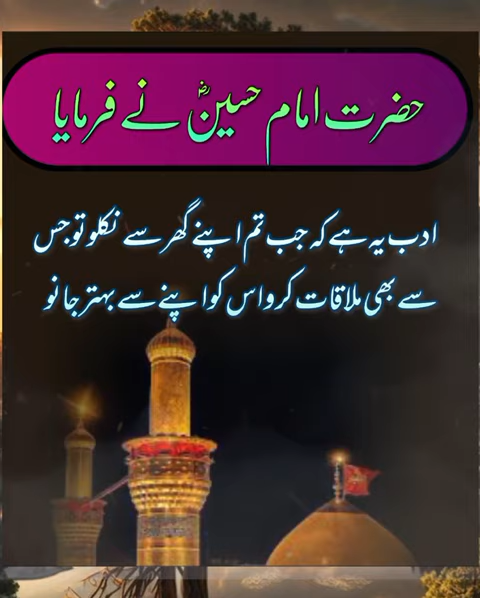 حضرت امام حسینؓ نے فرمایا
ادب یہ ہے کہ جب تم اپنے گھر سے نکلو تو جس
سے بھی ملاقات کرو اس کو اپنے سے بہتر جانو